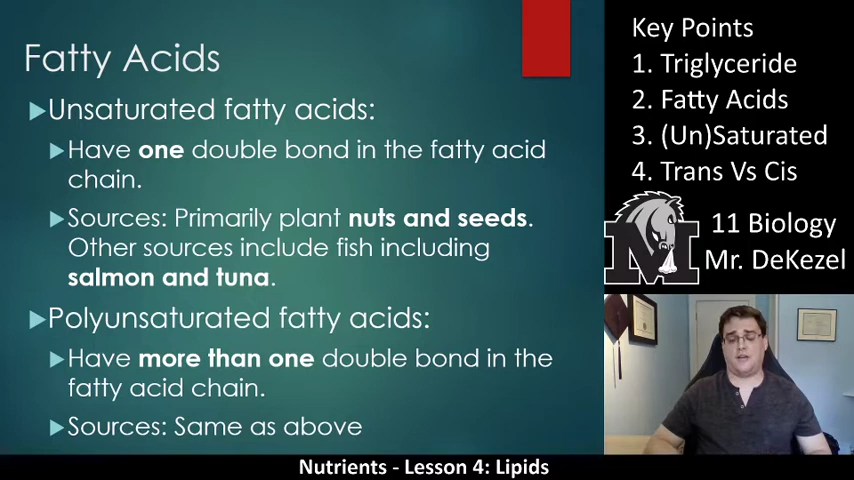 Fatty Acids
▶Unsaturated fatty acids:
▶Have one double bond in the fatty acid
chain.
▶Sources: Primarily plant nuts and seeds.
Other sources include fish including
salmon and tuna.
▶Polyunsaturated fatty acids:
▶Have more than one double bond in the
fatty acid chain.
▶Sources: Same as above
Key Points
1. Triglyceride
2. Fatty Acids
3. (Un)Saturated
4. Trans Vs Cis
M
11 Biology
Mr. DeKezel
Nutrients - Lesson 4: Lipids